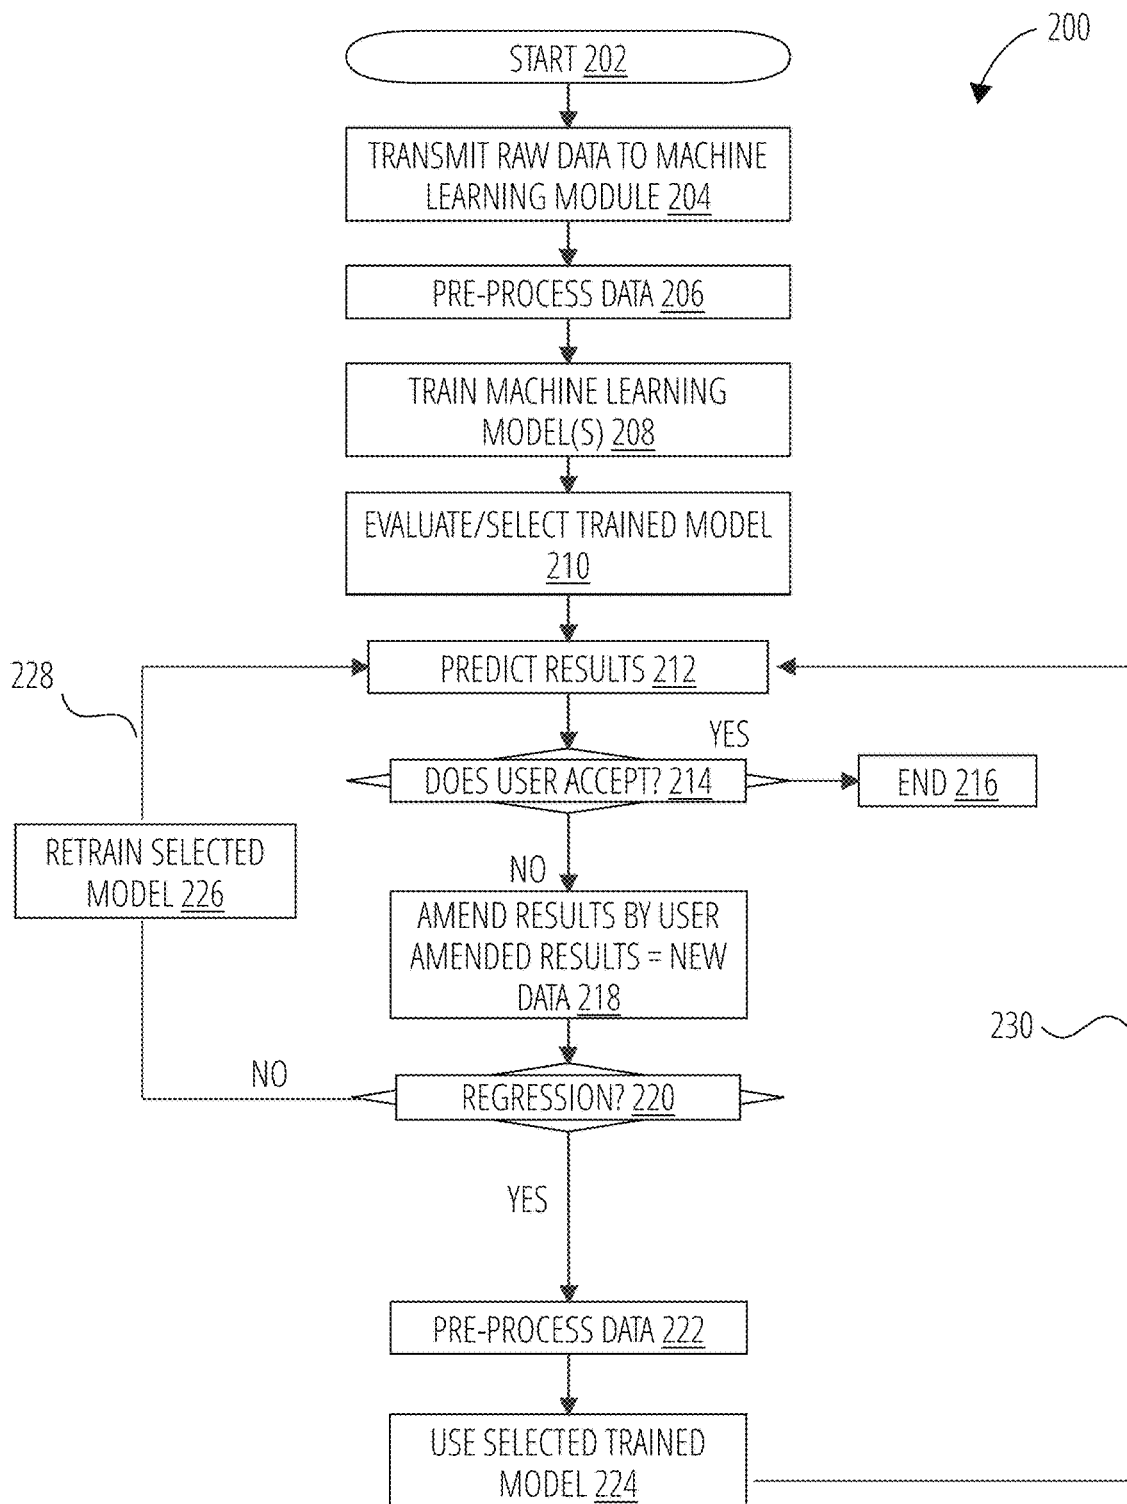 200
START 202
TRANSMIT RAW DATA TO MACHINE
LEARNING MODULE 204
PRE-PROCESS DATA 206
TRAIN MACHINE LEARNING
MODEL(S) 208
EVALUATE/SELECT TRAINED MODEL
210
PREDICT RESULTS 212
228
YES
DOES USER ACCEPT? 214
END 216
RETRAIN SELECTED
MODEL 226
NO
AMEND RESULTS BY USER
AMENDED RESULTS = NEW
DATA 218
230
NO
REGRESSION? 220
YES
PRE-PROCESS DATA 222
USE SELECTED TRAINED
MODEL 224